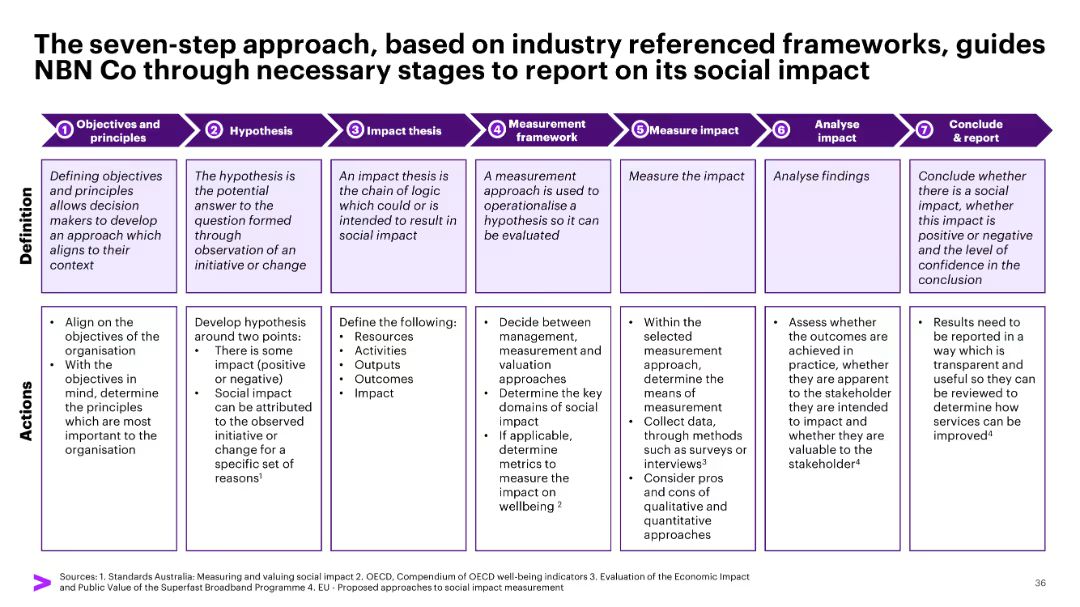 The seven-step approach, based on industry referenced frameworks, guides
NBN Co through necessary stages to report on its social impact
1 Objectives and
principles
2 Hypothesis
3 Impact thesis
4 Measurement
framework
5 Measure impact
6 Analyse
impact
7 Conclude
& report
Definition
Defining objectives
and principles
allows decision
makers to develop
an approach which
aligns to their
context
The hypothesis is
the potential
answer to the
question formed
through
observation of an
initiative or change
An impact thesis is
the chain of logic
which could or is
intended to result in
social impact
A measurement
approach is used to
operationalise a
hypothesis so it can
be evaluated
Measure the impact
Analyse findings
Conclude whether
there is a social
impact, whether
this impact is
positive or negative
and the level of
confidence in the
conclusion
Actions
• Align on the
objectives of the
organisation
• With the
objectives in
mind, determine
the principles
which are most
important to the
organisation
Develop hypothesis
around two points:
• There is some
impact (positive
or negative)
• Social impact
can be attributed
to the observed
initiative or
change for a
specific set of
reasons¹
Define the following:
• Resources
• Activities
• Outputs
• Outcomes
• Impact
• Decide between
management,
measurement and
valuation
approaches
• Determine the key
domains of social
impact
• If applicable,
determine
metrics to
measure the
impact on
wellbeing ²
• Within the
selected
measurement
approach,
determine the
means of
measurement
• Collect data,
through methods
such as surveys or
interviews³
• Consider pros
and cons of
qualitative and
quantitative
approaches
• Assess whether
the outcomes are
achieved in
practice, whether
they are apparent
to the stakeholder
they are intended
to impact and
whether they are
valuable to the
stakeholder⁴
• Results need to
be reported in a
way which is
transparent and
useful so they can
be reviewed to
determine how
services can be
improved⁴
Sources: 1. Standards Australia: Measuring and valuing social impact 2. OECD, Compendium of OECD well-being indicators 3. Evaluation of the Economic Impact
and Public Value of the Superfast Broadband Programme 4. EU - Proposed approaches to social impact measurement
36